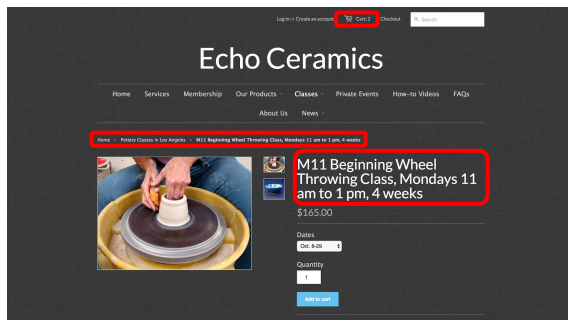 Log in or Create an account Cart: 2 Checkout Search
Echo Ceramics
Home Services Membership Our Products Classes Private Events How-to Videos FAQs
About Us News
Home > Pottery Classes in Los Angeles > M11 Beginning Wheel Throwing Class, Mondays 11 am to 1 pm, 4 weeks
M11 Beginning Wheel
Throwing Class, Mondays 11
am to 1 pm, 4 weeks
$165.00
Dates
Oct. 8-29
Quantity
1
Add to cart